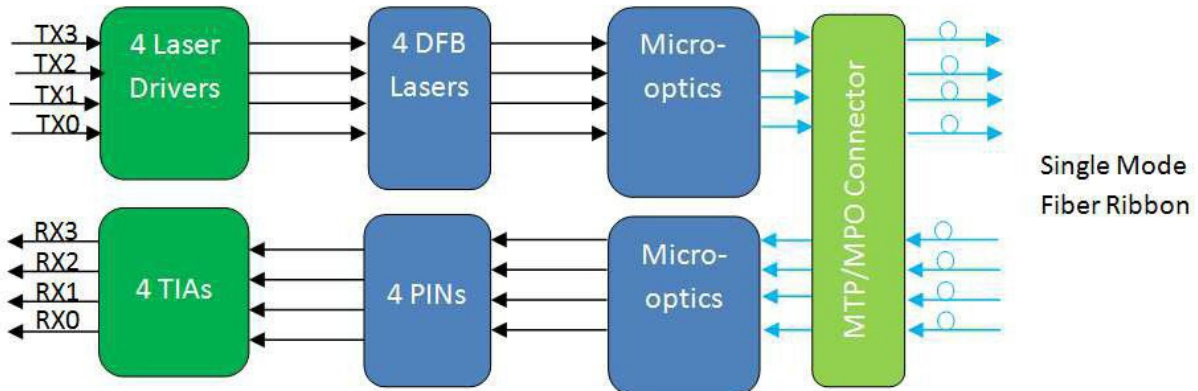 TX3
TX2
TX1
TX0
4 Laser
Drivers
4 DFB
Lasers
Micro-
optics
MTP/MPO Connector
Single Mode
Fiber Ribbon
RX3
RX2
RX1
RX0
4 TIAs
4 PINs
Micro-
optics